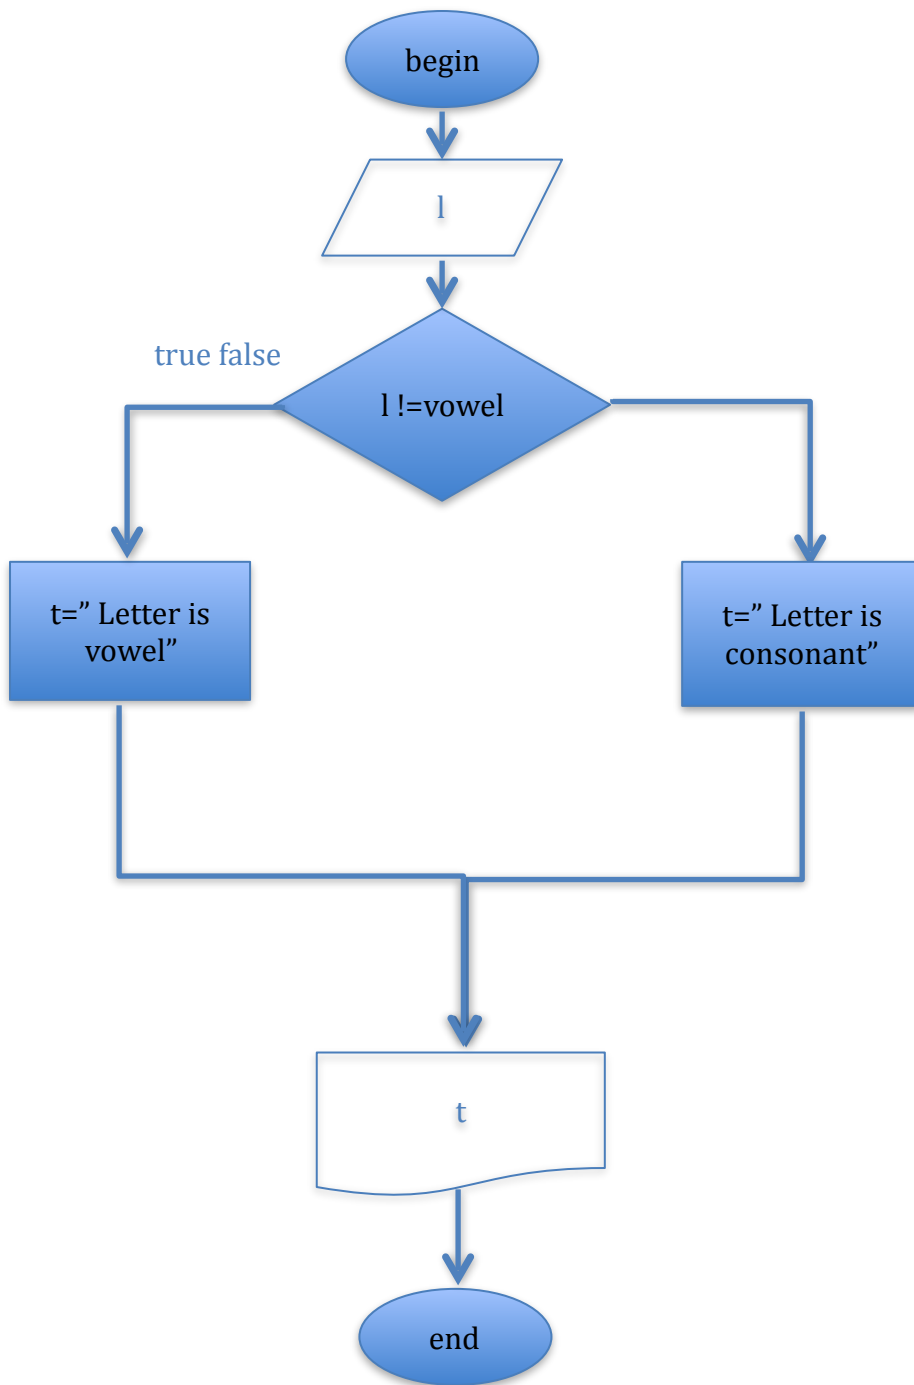 begin
l
true false
l !=vowel
t=” Letter is
vowel”
t=” Letter is
consonant”
t
end